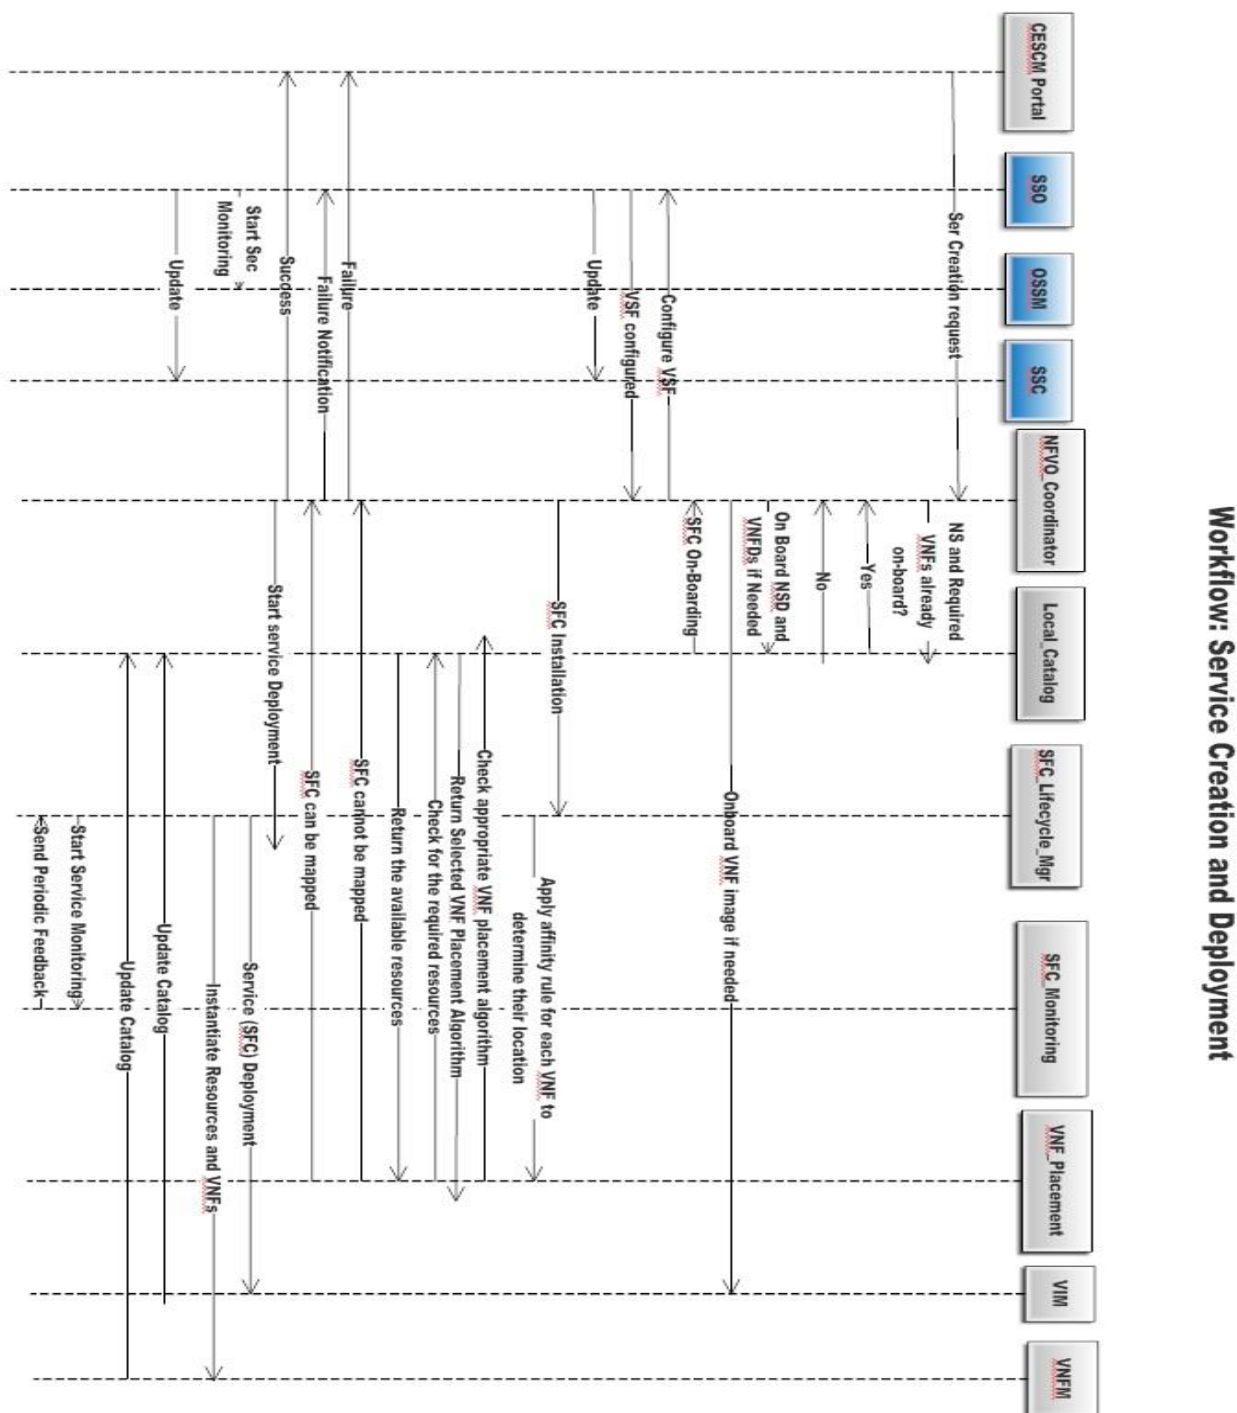 Workflow: Service Creation and Deployment
CESCM Portal
SSO
OSSM
SSC
NFVO_Coordinator
Local_Catalog
SFC_Lifecycle_Mgr
SFC_Monitoring
VNF_Placement
VIM
VNFM
Ser Creation request
NS and Required
VNFs already
on-board?
Yes
No
On Board NSD and
VNFDs if Needed
Onboard VNF image if needed
SFC On-Boarding
Configure VSF
VSF configured
Update
SFC Installation
Apply affinity rule for each VNF to
determine their location
Check appropriate VNF placement algorithm
Return Selected VNF Placement Algorithm
Check for the required resources
Return the available resources
SFC cannot be mapped
Failure
Failure Notification
SFC can be mapped
Success
Start service Deployment
Service (SFC) Deployment
Start Sec
Monitoring
Instantiate Resources and VNFs
Update
Update Catalog
Update Catalog
Start Service Monitoring
Send Periodic Feedback